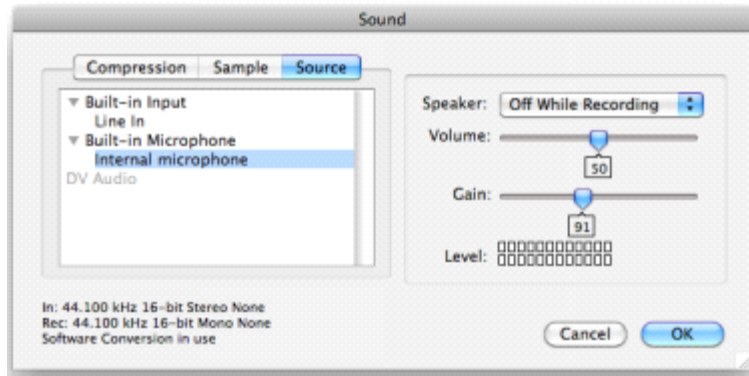 Sound
Compression Sample Source
Built-in Input
Line In
Built-in Microphone
Internal microphone
DV Audio
Speaker: Off While Recording
Volume:
50
Gain:
91
Level:
In: 44.100 kHz 16-bit Stereo None
Rec: 44.100 kHz 16-bit Mono None
Software Conversion in use
Cancel OK